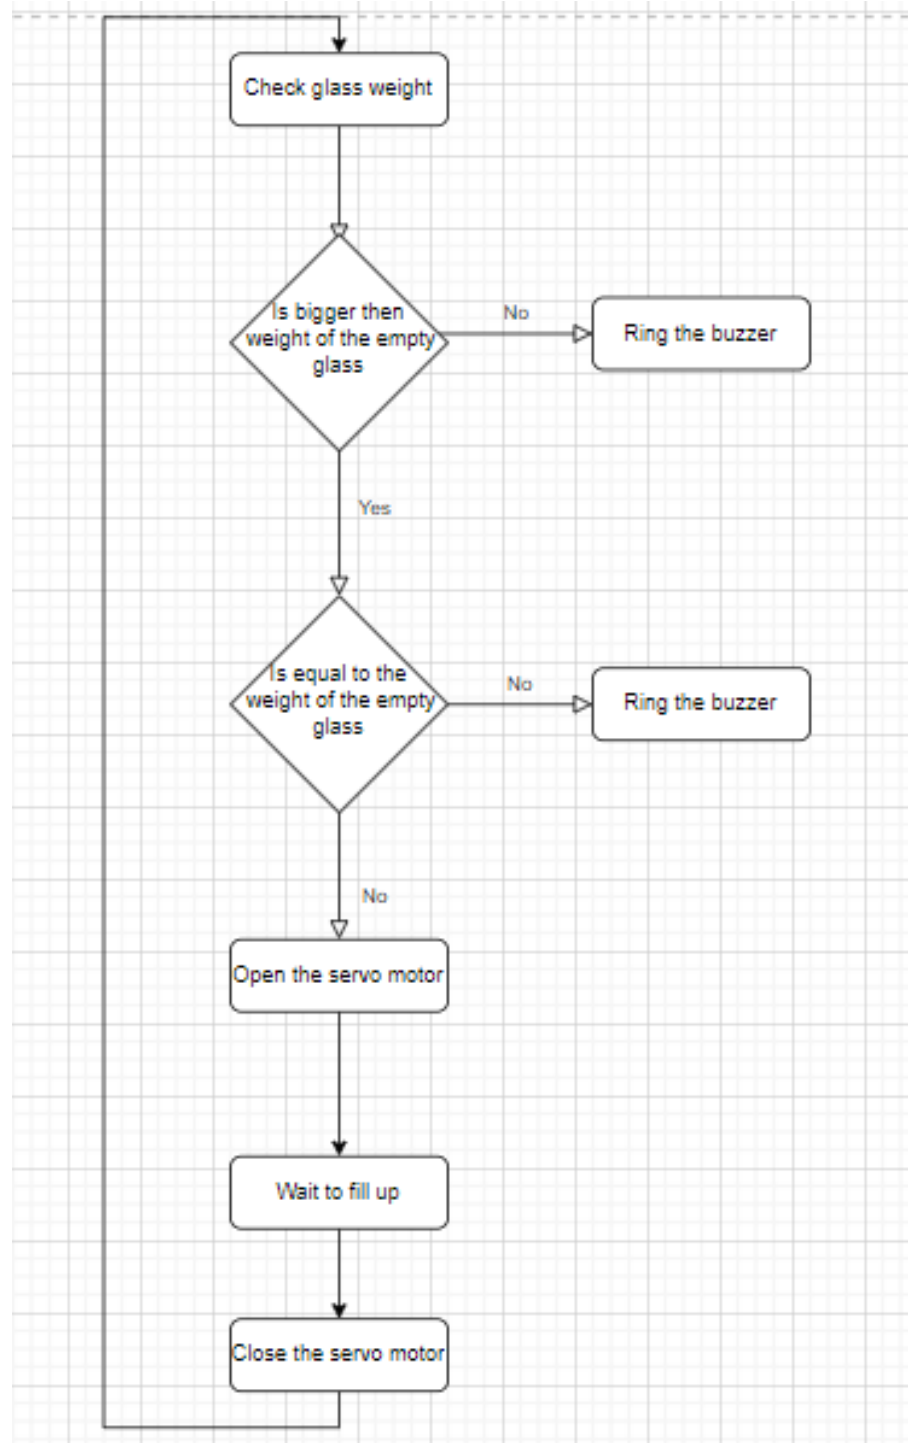 Check glass weight
Is bigger then
weight of the empty
glass
No
Ring the buzzer
Yes
Is equal to the
weight of the empty
glass
No
Ring the buzzer
No
Open the servo motor
Wait to fill up
Close the servo motor